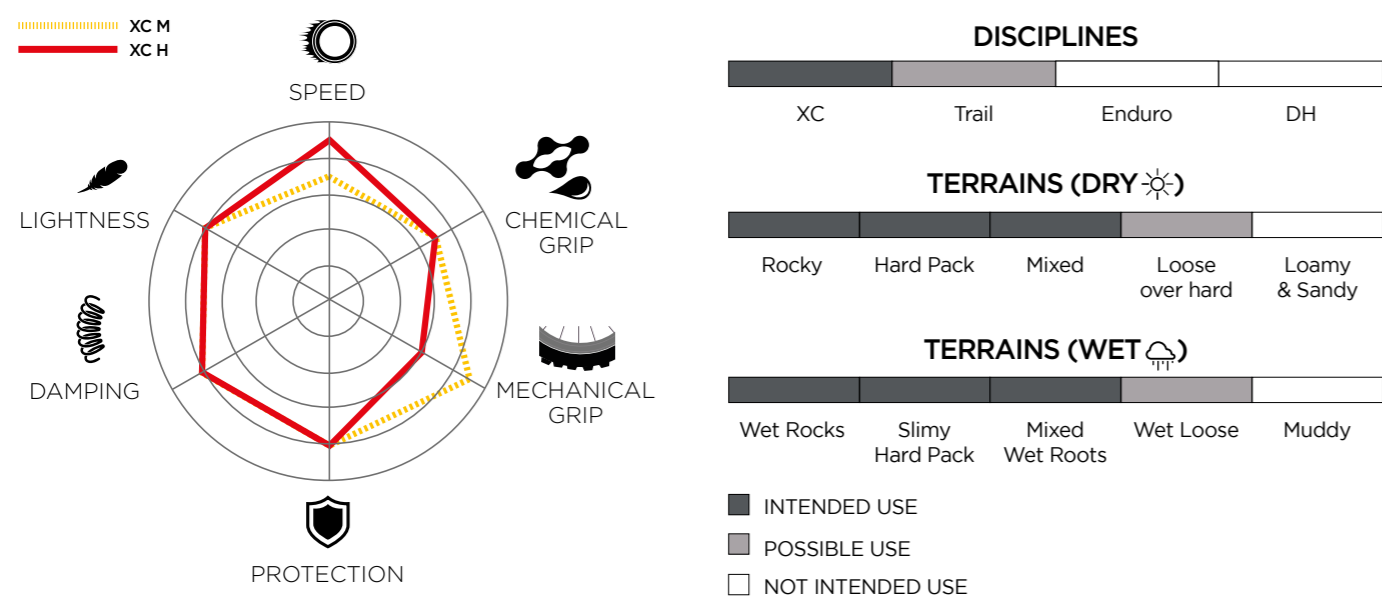 XC M
XC H
SPEED
LIGHTNESS
CHEMICAL
GRIP
DAMPING
MECHANICAL
GRIP
PROTECTION
DISCIPLINES
XC
Trail
Enduro
DH
TERRAINS (DRY )
Rocky
Hard Pack
Mixed
Loose
over hard
Loamy
& Sandy
TERRAINS (WET )
Wet Rocks
Slimy
Hard Pack
Mixed
Wet Roots
Wet Loose
Muddy
INTENDED USE
POSSIBLE USE
NOT INTENDED USE